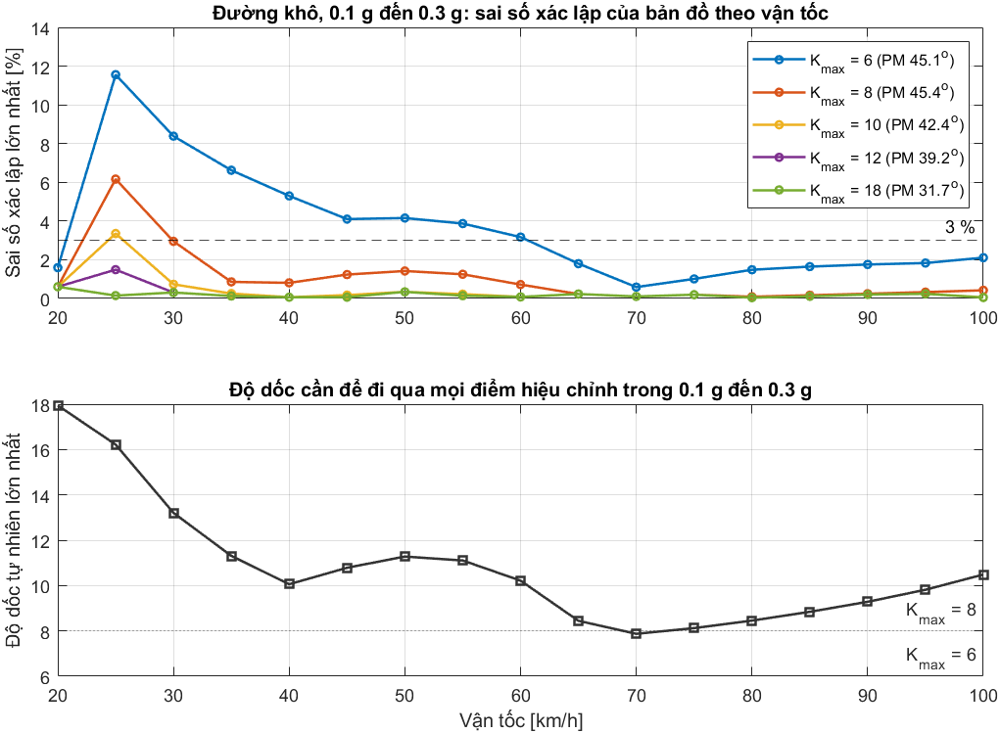 Đường khô, 0.1 g đến 0.3 g: sai số xác lập của bản đồ theo vận tốc
Sai số xác lập lớn nhất [%]
14
12
10
8
6
4
2
0
K_max = 6 (PM 45.1°)
K_max = 8 (PM 45.4°)
K_max = 10 (PM 42.4°)
K_max = 12 (PM 39.2°)
K_max = 18 (PM 31.7°)
3 %
20 30 40 50 60 70 80 90 100
Độ dốc cần để đi qua mọi điểm hiệu chỉnh trong 0.1 g đến 0.3 g
Độ dốc tự nhiên lớn nhất
18
16
14
12
10
8
6
K_max = 8
K_max = 6
20 30 40 50 60 70 80 90 100
Vận tốc [km/h]